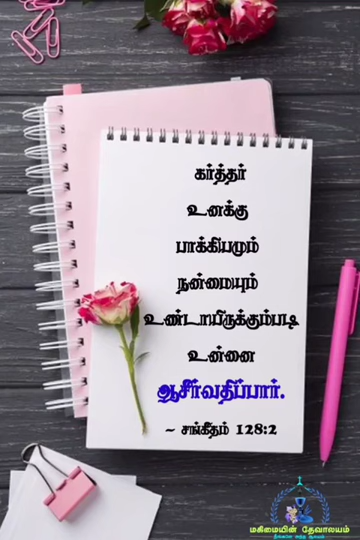 கர்த்தர்
உனக்கு
பாக்கியமும்
நன்மையும்
உண்டாயிருக்கும்படி
உன்னை
ஆசீர்வதிப்பார்.
~ சங்கீதம் 128:2
மகிமையின் தேவாலயம்